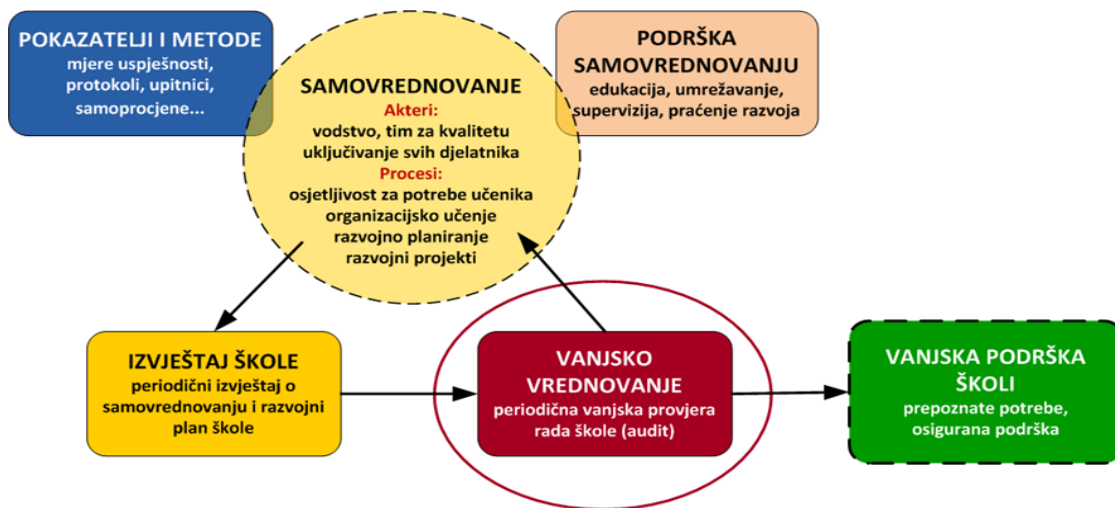 POKAZATELJI I METODE
mjere uspješnosti,
protokoli, upitnici,
samoprocjene...
SAMOVREDNOVANJE
Akteri:
vodstvo, tim za kvalitetu
uključivanje svih djelatnika
Procesi:
osjetljivost za potrebe učenika
organizacijsko učenje
razvojno planiranje
razvojni projekti
PODRŠKA
SAMOVREDNOVANJU
edukacija, umrežavanje,
supervizija, praćenje razvoja
IZVJEŠTAJ ŠKOLE
periodični izvještaj o
samovrednovanju i razvojni
plan škole
VANJSKO
VREDNOVANJE
periodična vanjska provjera
rada škole (audit)
VANJSKA PODRŠKA
ŠKOLI
prepoznate potrebe,
osigurana podrška